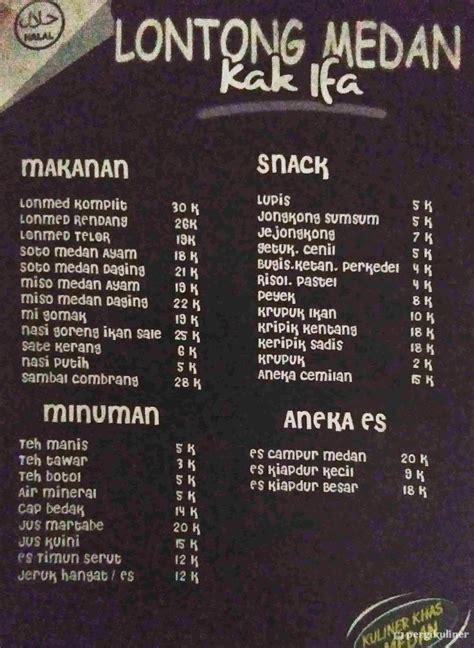 حلال
HALAL
LONTONG MEDAN
Kak Ifa
MAKANAN
Lonmed Komplit 30 K
Lonmed Rendang 26K
Lonmed Telor 19K
Soto medan Ayam 18 K
Soto medan Daging 21 K
miso medan Ayam 19 K
miso medan Daging 22 K
mi gomak 19 K
nasi goreng ikan sale 25 K
sate kerang 6 K
nasi putih 5 K
sambal combrang 28 K
SNACK
Lupis 5 K
Jongkong sumsum 5 K
Jejongkong 7 K
getuk. cenil 5 K
Bugis.ketan. perkedel 4 K
Risol. pastel 4 K
peyek 8 K
Krupuk ikan 10 K
Kripik kentang 18 K
keripik sadis 18 K
Krupuk 2 K
Aneka cemilan 15 K
MINUMAN
Teh manis 5 K
Teh tawar 3 K
Teh botol 5 K
Air mineral 5 K
Cap Badak 14 K
Jus martabe 20 K
Jus kuini 15 K
es Timun serut 12 K
Jeruk hangat / es 12 K
ANEKA ES
es campur medan 20 K
es kiapdur kecil 9 K
es kiapdur Besar 18 K
KULINER KHAS
MEDAN
pergikuliner